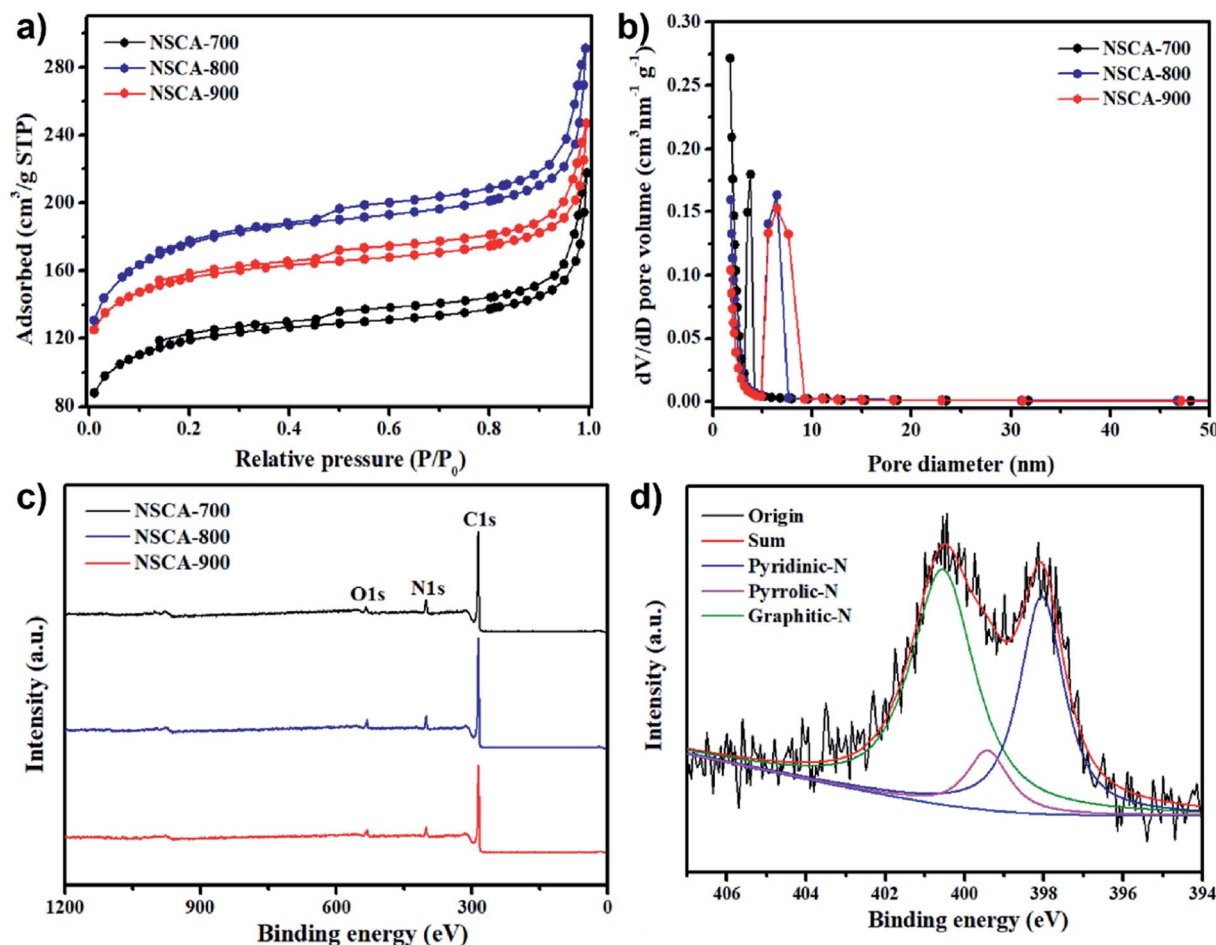 a)
NSCA-700
NSCA-800
NSCA-900
Adsorbed (cm³/g STP)
280
240
200
160
120
80
0.0 0.2 0.4 0.6 0.8 1.0
Relative pressure (P/P₀)
b)
NSCA-700
NSCA-800
NSCA-900
dV/dD pore volume (cm³nm⁻¹ g⁻¹)
0.30
0.25
0.20
0.15
0.10
0.05
0.00
0 10 20 30 40 50
Pore diameter (nm)
c)
NSCA-700
NSCA-800
NSCA-900
C1s
O1s N1s
Intensity (a.u.)
1200 900 600 300 0
Binding energy (eV)
d)
Origin
Sum
Pyridinic-N
Pyrrolic-N
Graphitic-N
Intensity (a.u.)
406 404 402 400 398 396 394
Binding energy (eV)